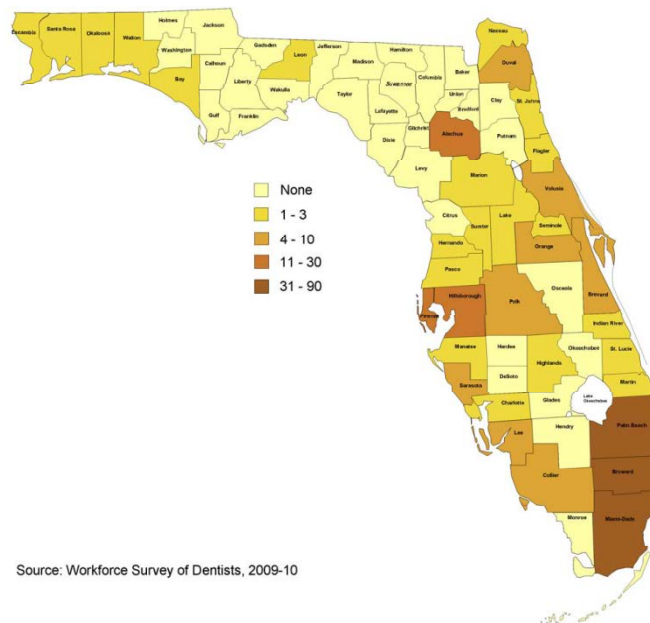 Nassau
Holmes
Jackson
Escambia
Santa Rosa
Okaloosa
Walton
Washington
Gadsden
Leon
Jefferson
Madison
Hamilton
Baker
Duval
Bay
Calhoun
Liberty
Wakulla
Taylor
Suwannee
Columbia
Union
Bradford
Clay
St. Johns
Gulf
Franklin
Lafayette
Dixie
Gilchrist
Alachua
Putnam
Flagler
Levy
Marion
Volusia
None
1 - 3
4 - 10
11 - 30
31 - 90
Citrus
Sumter
Lake
Seminole
Hernando
Orange
Pasco
Osceola
Brevard
Pinellas
Hillsborough
Polk
Indian River
Manatee
Hardee
Highlands
Okeechobee
St. Lucie
Sarasota
DeSoto
Martin
Charlotte
Glades
Lake
Okeechobee
Lee
Hendry
Palm Beach
Collier
Broward
Monroe
Miami-Dade
Source: Workforce Survey of Dentists, 2009-10